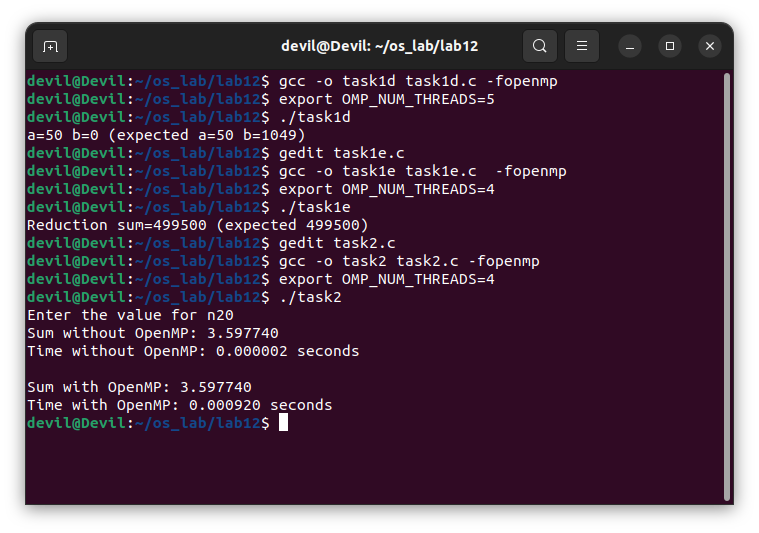 devil@Devil: ~/os_lab/lab12
devil@Devil:~/os_lab/lab12$ gcc -o task1d task1d.c -fopenmp
devil@Devil:~/os_lab/lab12$ export OMP_NUM_THREADS=5
devil@Devil:~/os_lab/lab12$ ./task1d
a=50 b=0 (expected a=50 b=1049)
devil@Devil:~/os_lab/lab12$ gedit task1e.c
devil@Devil:~/os_lab/lab12$ gcc -o task1e task1e.c  -fopenmp
devil@Devil:~/os_lab/lab12$ export OMP_NUM_THREADS=4
devil@Devil:~/os_lab/lab12$ ./task1e
Reduction sum=499500 (expected 499500)
devil@Devil:~/os_lab/lab12$ gedit task2.c
devil@Devil:~/os_lab/lab12$ gcc -o task2 task2.c -fopenmp
devil@Devil:~/os_lab/lab12$ export OMP_NUM_THREADS=4
devil@Devil:~/os_lab/lab12$ ./task2
Enter the value for n20
Sum without OpenMP: 3.597740
Time without OpenMP: 0.000002 seconds
Sum with OpenMP: 3.597740
Time with OpenMP: 0.000920 seconds
devil@Devil:~/os_lab/lab12$